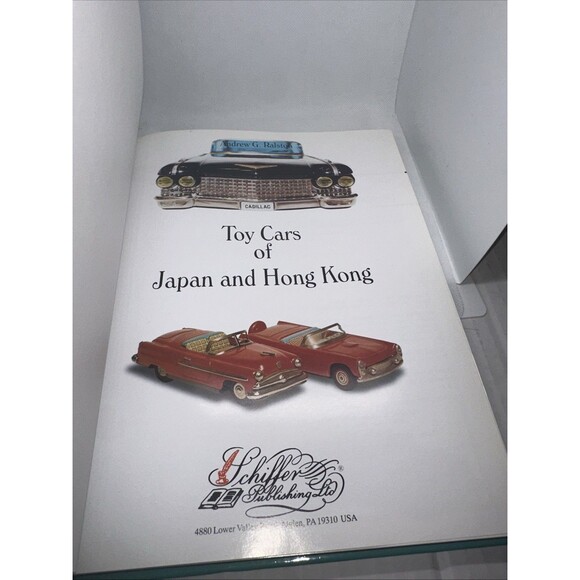 Andrew G. Ralston
CADILLAC
Toy Cars
of
Japan and Hong Kong
Schiffer ®
Publishing Ltd
4880 Lower Valley PA 19310 USA